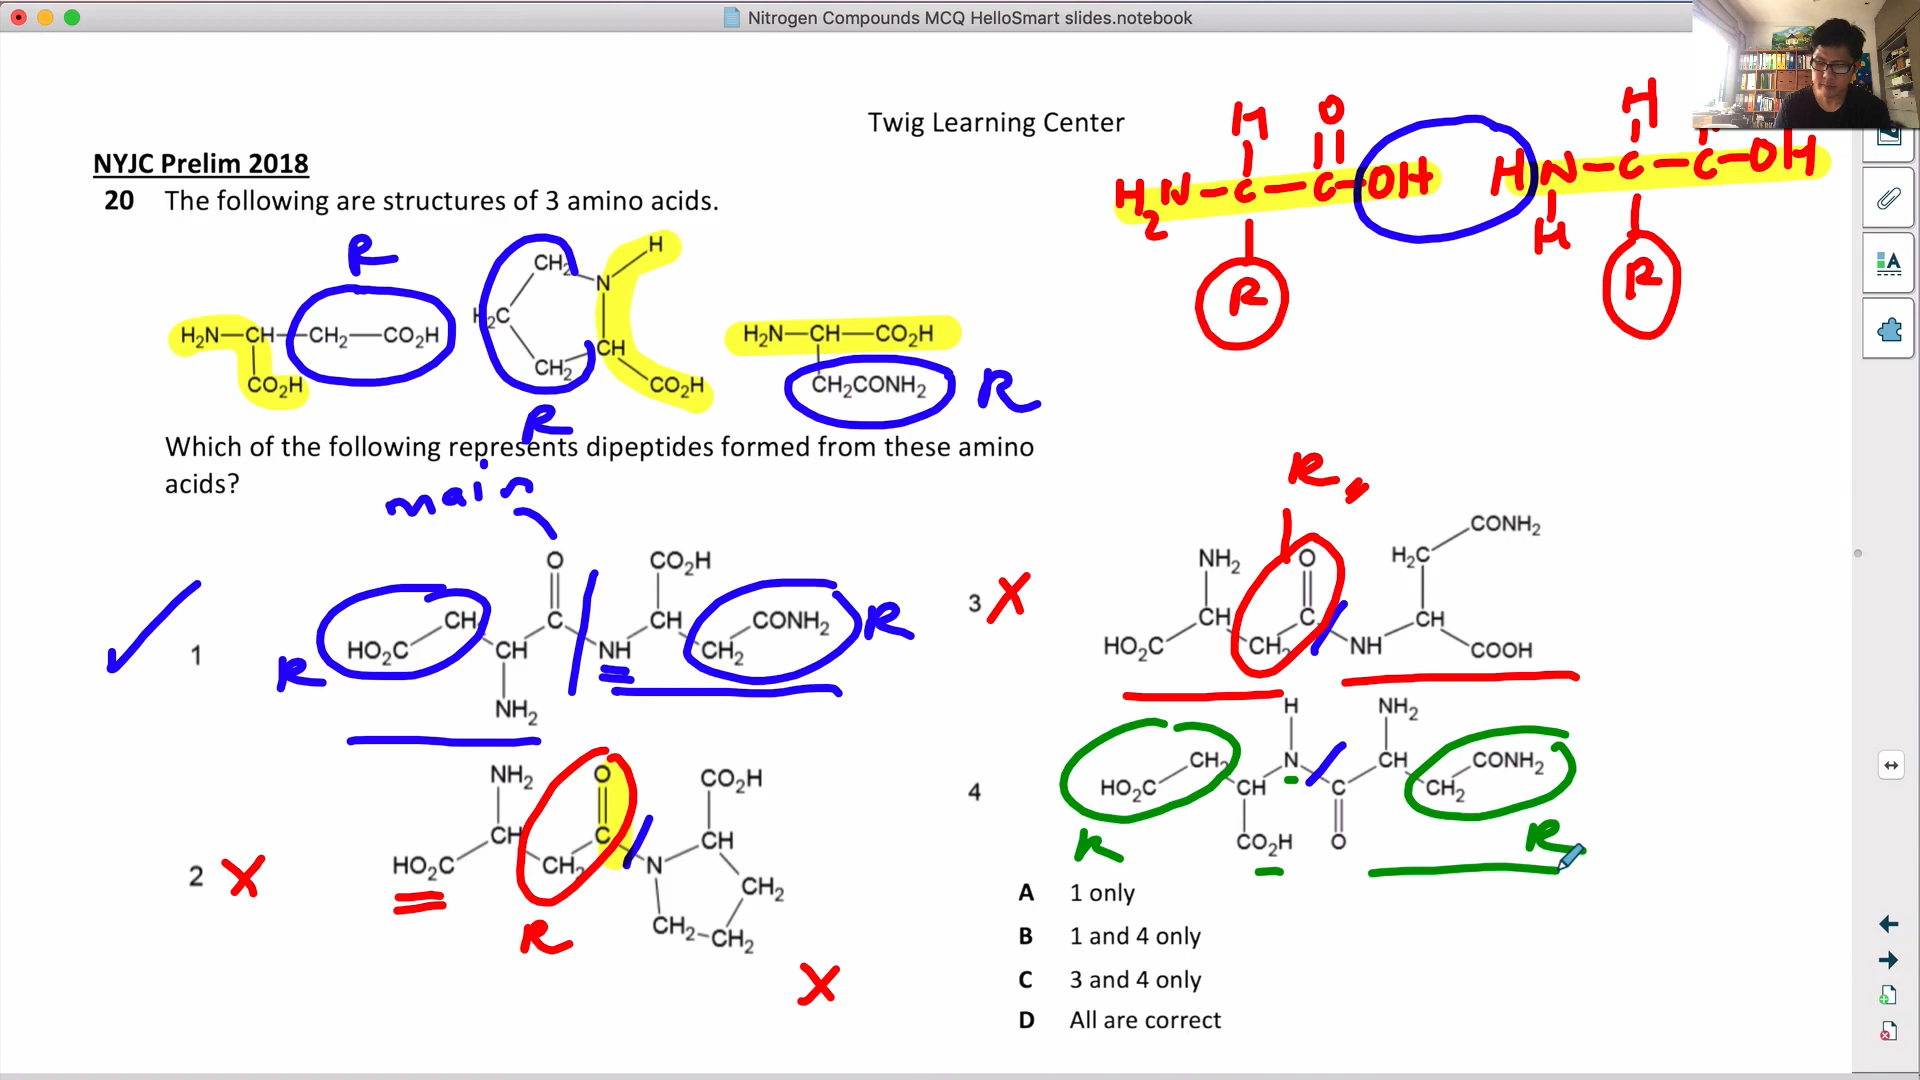 Nitrogen Compounds MCQ HelloSmart slides.notebook
Twig Learning Center
NYJC Prelim 2018
20 The following are structures of 3 amino acids.
H O H
H₂N–C–C–OH HN–C–C–OH
H
R R
R
CH₂ N H
H₂N—CH—CH₂—CO₂H
CO₂H
H₂C CH
CH₂ CO₂H
R
H₂N—CH—CO₂H
CH₂CONH₂ R
Which of the following represents dipeptides formed from these amino
acids?
main
1
O CO₂H
CH₂ C CH CONH₂ R
R HO₂C CH NH CH₂
NH₂
2 X
NH₂ O CO₂H
CH C CH
HO₂C CH₂ N CH₂
CH₂-CH₂
R
X
3 X
R
CONH₂
NH₂ O H₂C
CH C CH
HO₂C CH₂ NH COOH
4
H NH₂
CH₂ N CH CONH₂
HO₂C CH C CH₂
CO₂H O
R R
A 1 only
B 1 and 4 only
C 3 and 4 only
D All are correct
A